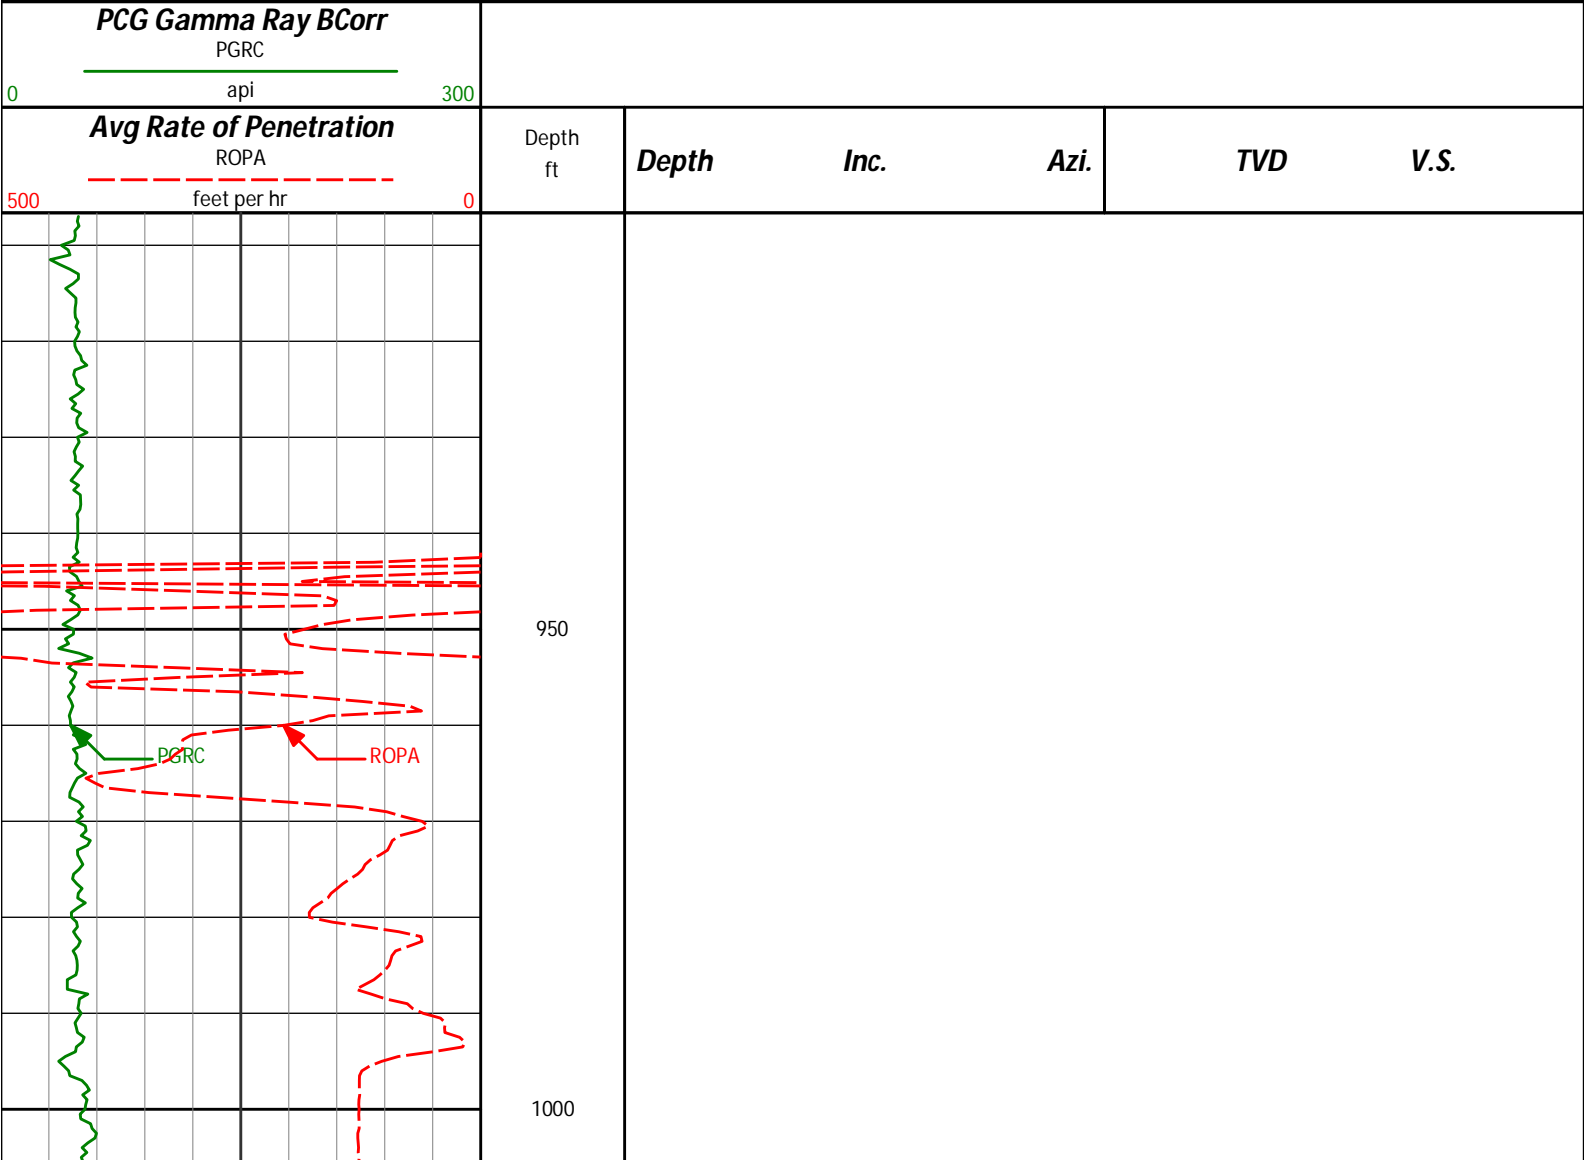 PCG Gamma Ray BCorr
PGRC
0 api 300
Avg Rate of Penetration
ROPA
500 feet per hr 0
Depth
ft
Depth Inc. Azi. TVD V.S.
950
PGRC ROPA
1000